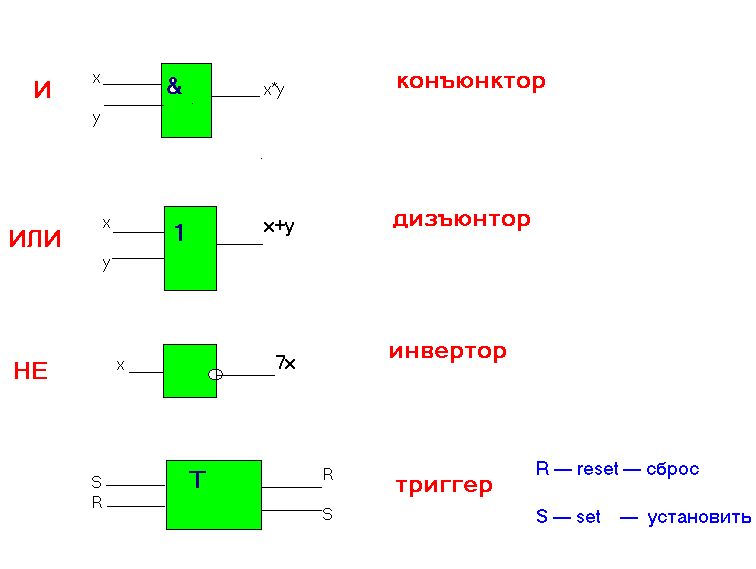 x
И
&
x*y
конъюнктор
y
x
ИЛИ
1
x+y
дизъюнтор
y
НЕ
x
7x
инвертор
S
R
T
R
S
триггер
R — reset — сброс
S — set — установить